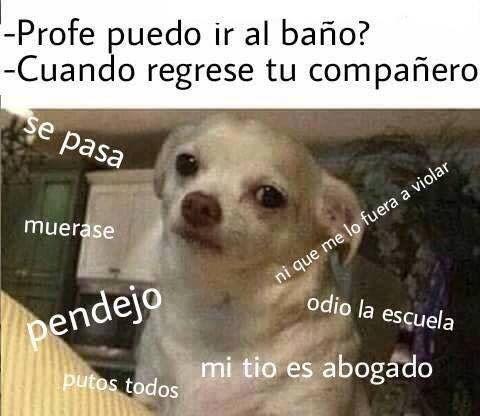 -Profe puedo ir al baño?
-Cuando regrese tu compañero
se pasa
ni que me lo fuera a violar
muerase
odio la escuela
pendejo
mi tio es abogado
putos todos